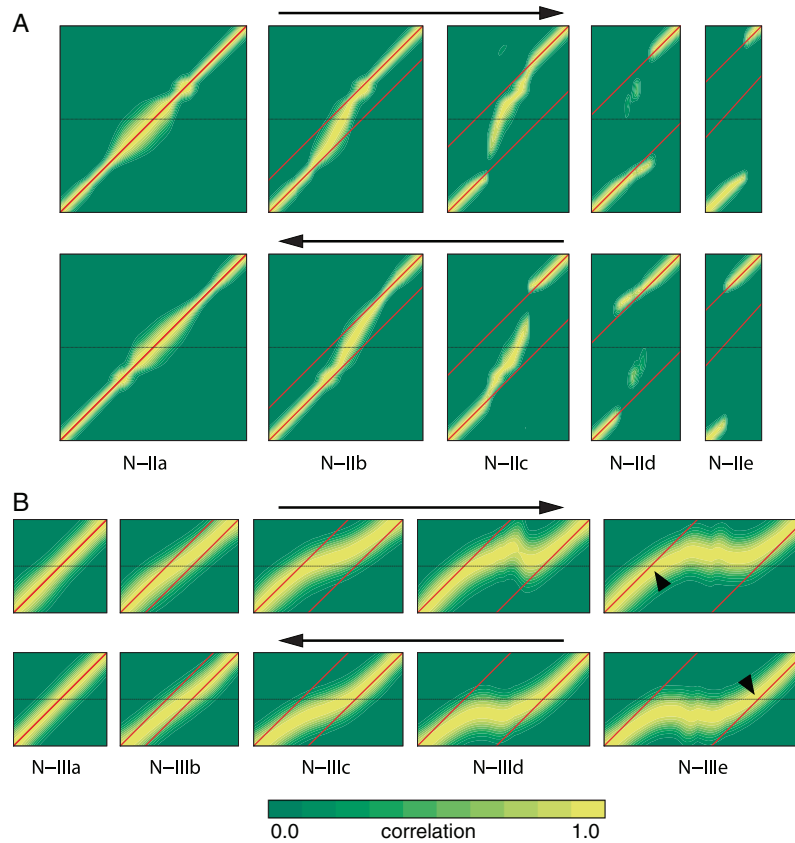 A
N–IIa N–IIb N–IIc N–IId N–IIe
B
N–IIIa N–IIIb N–IIIc N–IIId N–IIIe
0.0 correlation 1.0